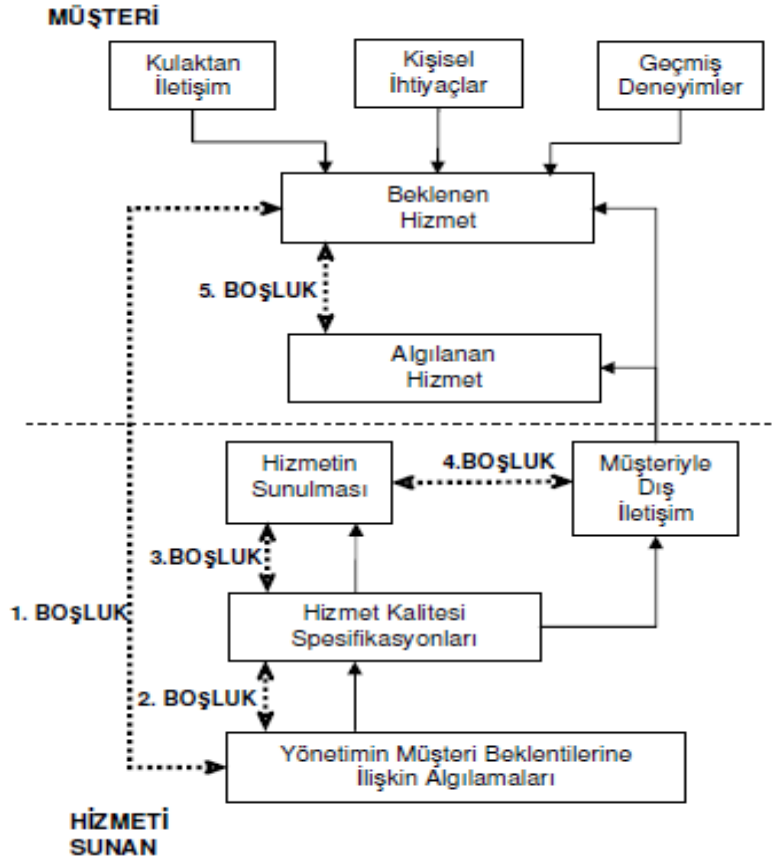 MÜŞTERİ
Kulaktan
İletişim
Kişisel
İhtiyaçlar
Geçmiş
Deneyimler
Beklenen
Hizmet
5. BOŞLUK
Algılanan
Hizmet
Hizmetin
Sunulması
4.BOŞLUK
Müşteriyle
Dış
İletişim
3.BOŞLUK
1. BOŞLUK
Hizmet Kalitesi
Spesifikasyonları
2. BOŞLUK
Yönetimin Müşteri Beklentilerine
İlişkin Algılamaları
HİZMETİ
SUNAN